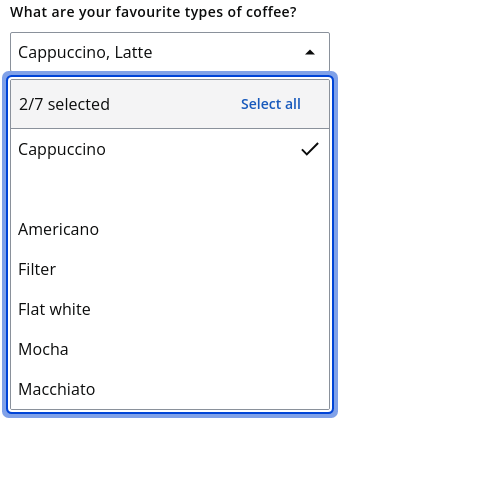 What are your favourite types of coffee?
Cappuccino, Latte
2/7 selected Select all
Cappuccino
Americano
Filter
Flat white
Mocha
Macchiato